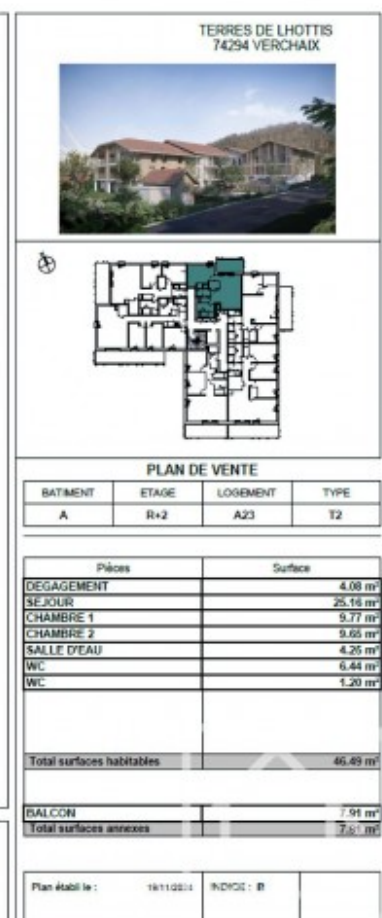 TERRES DE LHOTTIS
74294 VERCHAIX
PLAN DE VENTE
BATIMENT ETAGE LOGEMENT TYPE
A R+2 A23 T2
Pièces Surface
DEGAGEMENT 4.08 m²
SEJOUR 25.16 m²
CHAMBRE 1 9.77 m²
CHAMBRE 2 9.65 m²
SALLE D'EAU 4.25 m²
WC 6.44 m²
WC 1.20 m²
Total surfaces habitables 46.49 m²
BALCON 7.91 m²
Total surfaces annexes m²
Plan établi le : INDICE : B